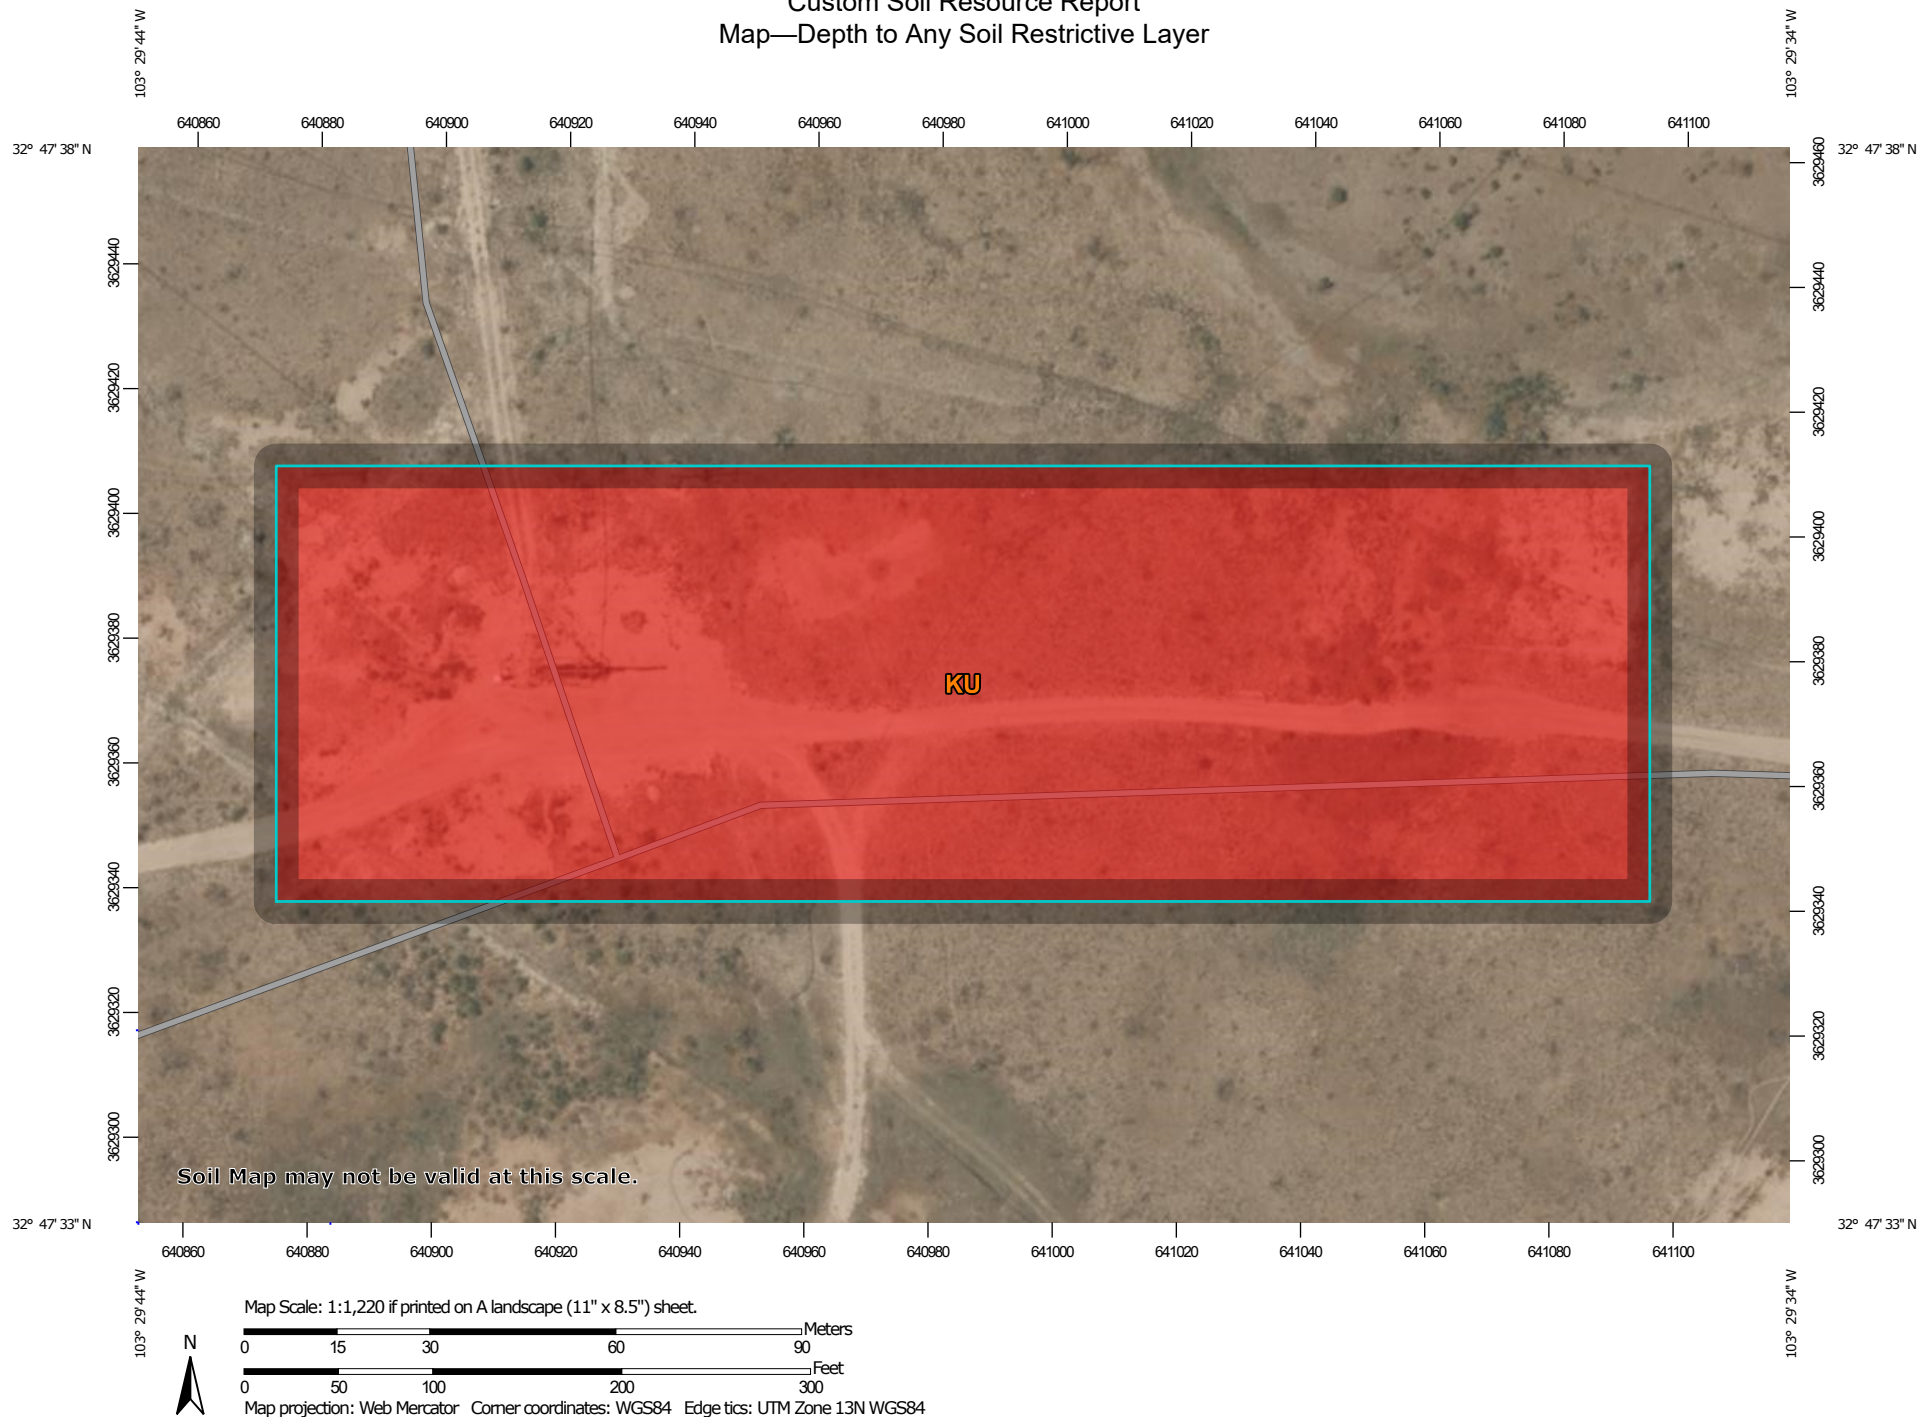 Custom Soil Resource Report
Map—Depth to Any Soil Restrictive Layer
103° 29' 44'' W
103° 29' 34'' W
640860 640880 640900 640920 640940 640960 640980 641000 641020 641040 641060 641080 641100
32° 47' 38'' N
32° 47' 38'' N
3629460
3629440
3629440
3629420
3629420
3629400
3629400
3629380
3629380
KU
3629360
3629360
3629340
3629340
3629320
3629320
3629300
3629300
Soil Map may not be valid at this scale.
32° 47' 33'' N
32° 47' 33'' N
640860 640880 640900 640920 640940 640960 640980 641000 641020 641040 641060 641080 641100
103° 29' 44'' W
103° 29' 34'' W
Map Scale: 1:1,220 if printed on A landscape (11" x 8.5") sheet.
Meters
0 15 30 60 90
Feet
0 50 100 200 300
N
Map projection: Web Mercator Corner coordinates: WGS84 Edge tics: UTM Zone 13N WGS84